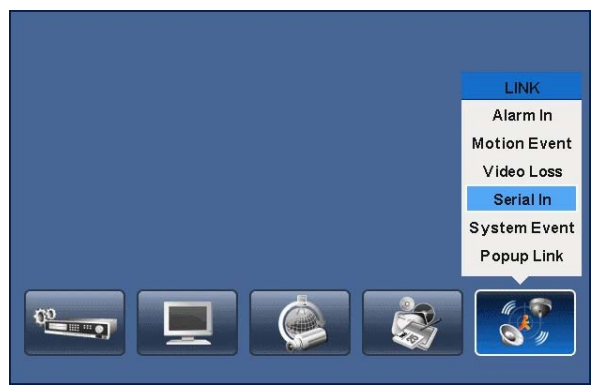 LINK
Alarm In
Motion Event
Video Loss
Serial In
System Event
Popup Link